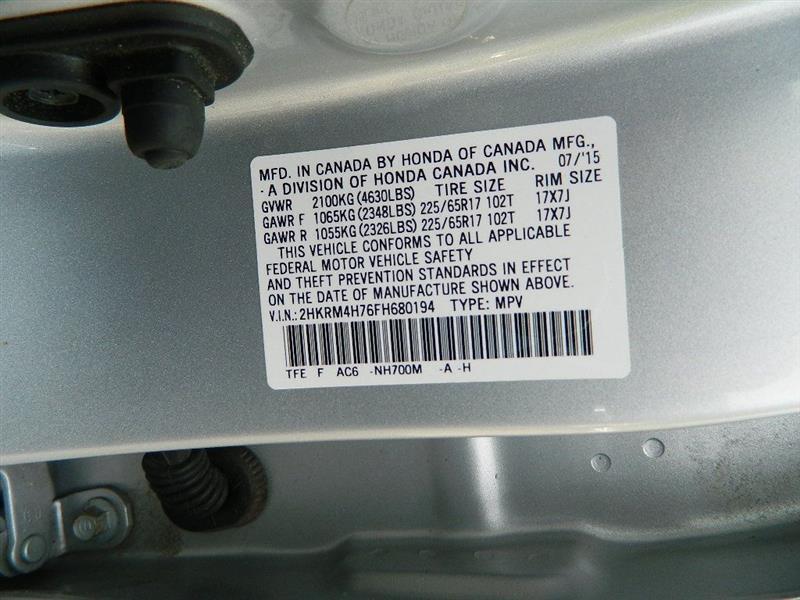 MFD. IN CANADA BY HONDA OF CANADA MFG.,
-A DIVISION OF HONDA CANADA INC. 07/'15
GVWR 2100KG(4630LBS) TIRE SIZE RIM SIZE
GAWR F 1065KG(2348LBS) 225/65R17 102T 17X7J
GAWR R 1055KG(2326LBS) 225/65R17 102T 17X7J
THIS VEHICLE CONFORMS TO ALL APPLICABLE
FEDERAL MOTOR VEHICLE SAFETY
AND THEFT PREVENTION STANDARDS IN EFFECT
ON THE DATE OF MANUFACTURE SHOWN ABOVE.
V.I.N.:2HKRM4H76FH680194 TYPE: MPV
TFE F AC6 -NH700M -A -H